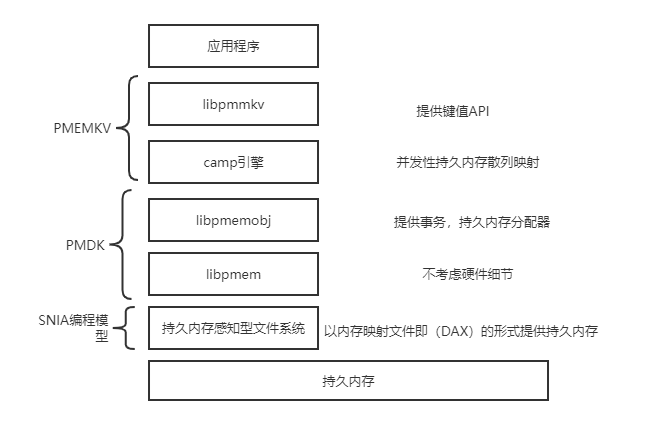 应用程序
libpmmkv
提供键值API
PMEMKV
camp引擎
并发性持久内存散列映射
libpmemobj
提供事务，持久内存分配器
PMDK
libpmem
不考虑硬件细节
SNIA编程模
型
持久内存感知型文件系统
以内存映射文件即（DAX）的形式提供持久内存
持久内存